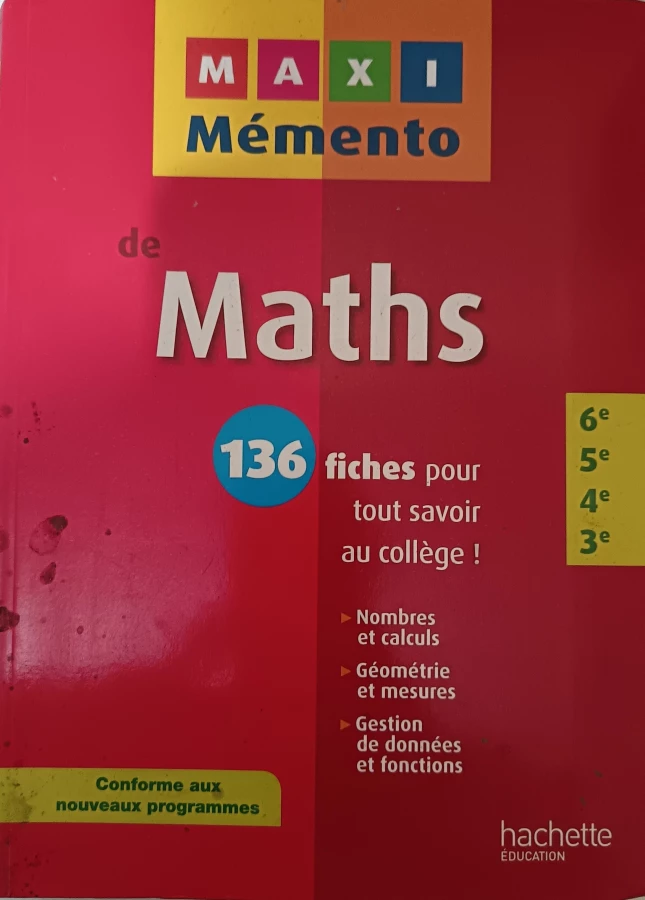 MAXI
Mémento
de
Maths
136 fiches pour
tout savoir
au collège !
6e
5e
4e
3e
Nombres
et calculs
Géométrie
et mesures
Gestion
de données
et fonctions
Conforme aux
nouveaux programmes
hachette
ÉDUCATION